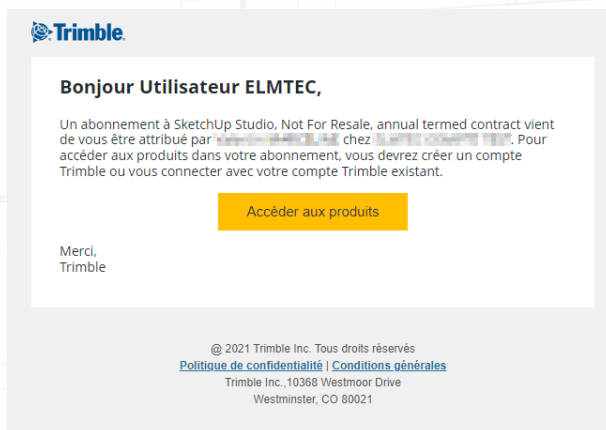 Trimble.
Bonjour Utilisateur ELMTEC,
Un abonnement à SketchUp Studio, Not For Resale, annual termed contract vient
de vous être attribué par chez . Pour
accéder aux produits dans votre abonnement, vous devrez créer un compte
Trimble ou vous connecter avec votre compte Trimble existant.
Accéder aux produits
Merci,
Trimble
@ 2021 Trimble Inc. Tous droits réservés
Politique de confidentialité | Conditions générales
Trimble Inc.,10368 Westmoor Drive
Westminster, CO 80021